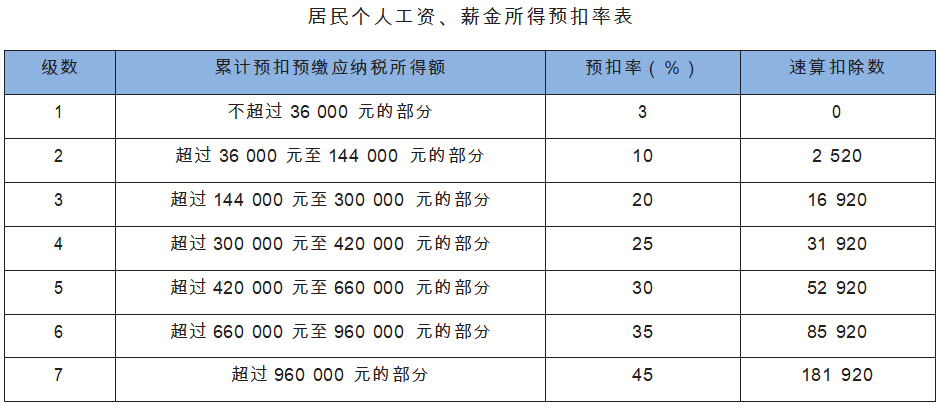 居民个人工资、薪金所得预扣率表
级数 累计预扣预缴应纳税所得额 预扣率（%） 速算扣除数
1 不超过 36 000 元的部分 3 0
2 超过 36 000 元至 144 000 元的部分 10 2 520
3 超过 144 000 元至 300 000 元的部分 20 16 920
4 超过 300 000 元至 420 000 元的部分 25 31 920
5 超过 420 000 元至 660 000 元的部分 30 52 920
6 超过 660 000 元至 960 000 元的部分 35 85 920
7 超过 960 000 元的部分 45 181 920